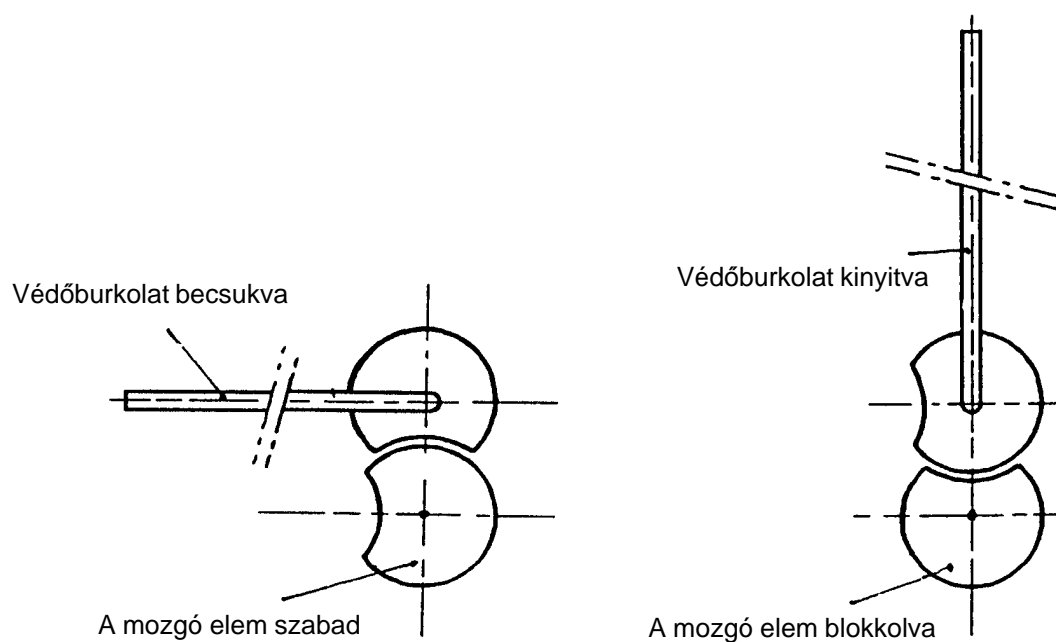 Védőburkolat becsukva
A mozgó elem szabad
Védőburkolat kinyitva
A mozgó elem blokkolva